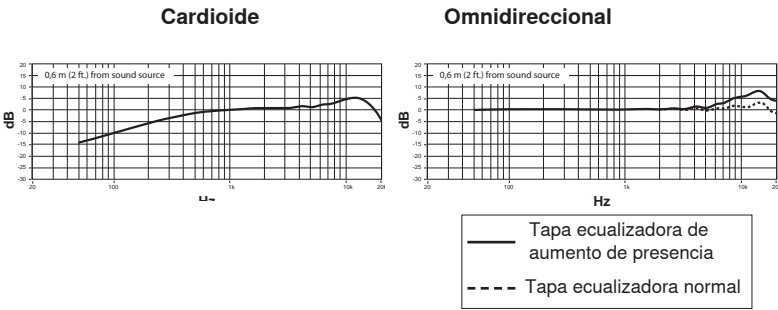 Cardioide
Omnidireccional
20
15
10
5
0
-5
-10
-15
-20
-25
-30
dB
0,6 m (2 ft.) from sound source
20
100
1k
10k
20k
Hz
20
15
10
5
0
-5
-10
-15
-20
-25
-30
dB
0,6 m (2 ft.) from sound source
20
100
1k
10k
Hz
Tapa ecualizadora de
aumento de presencia
Tapa ecualizadora normal